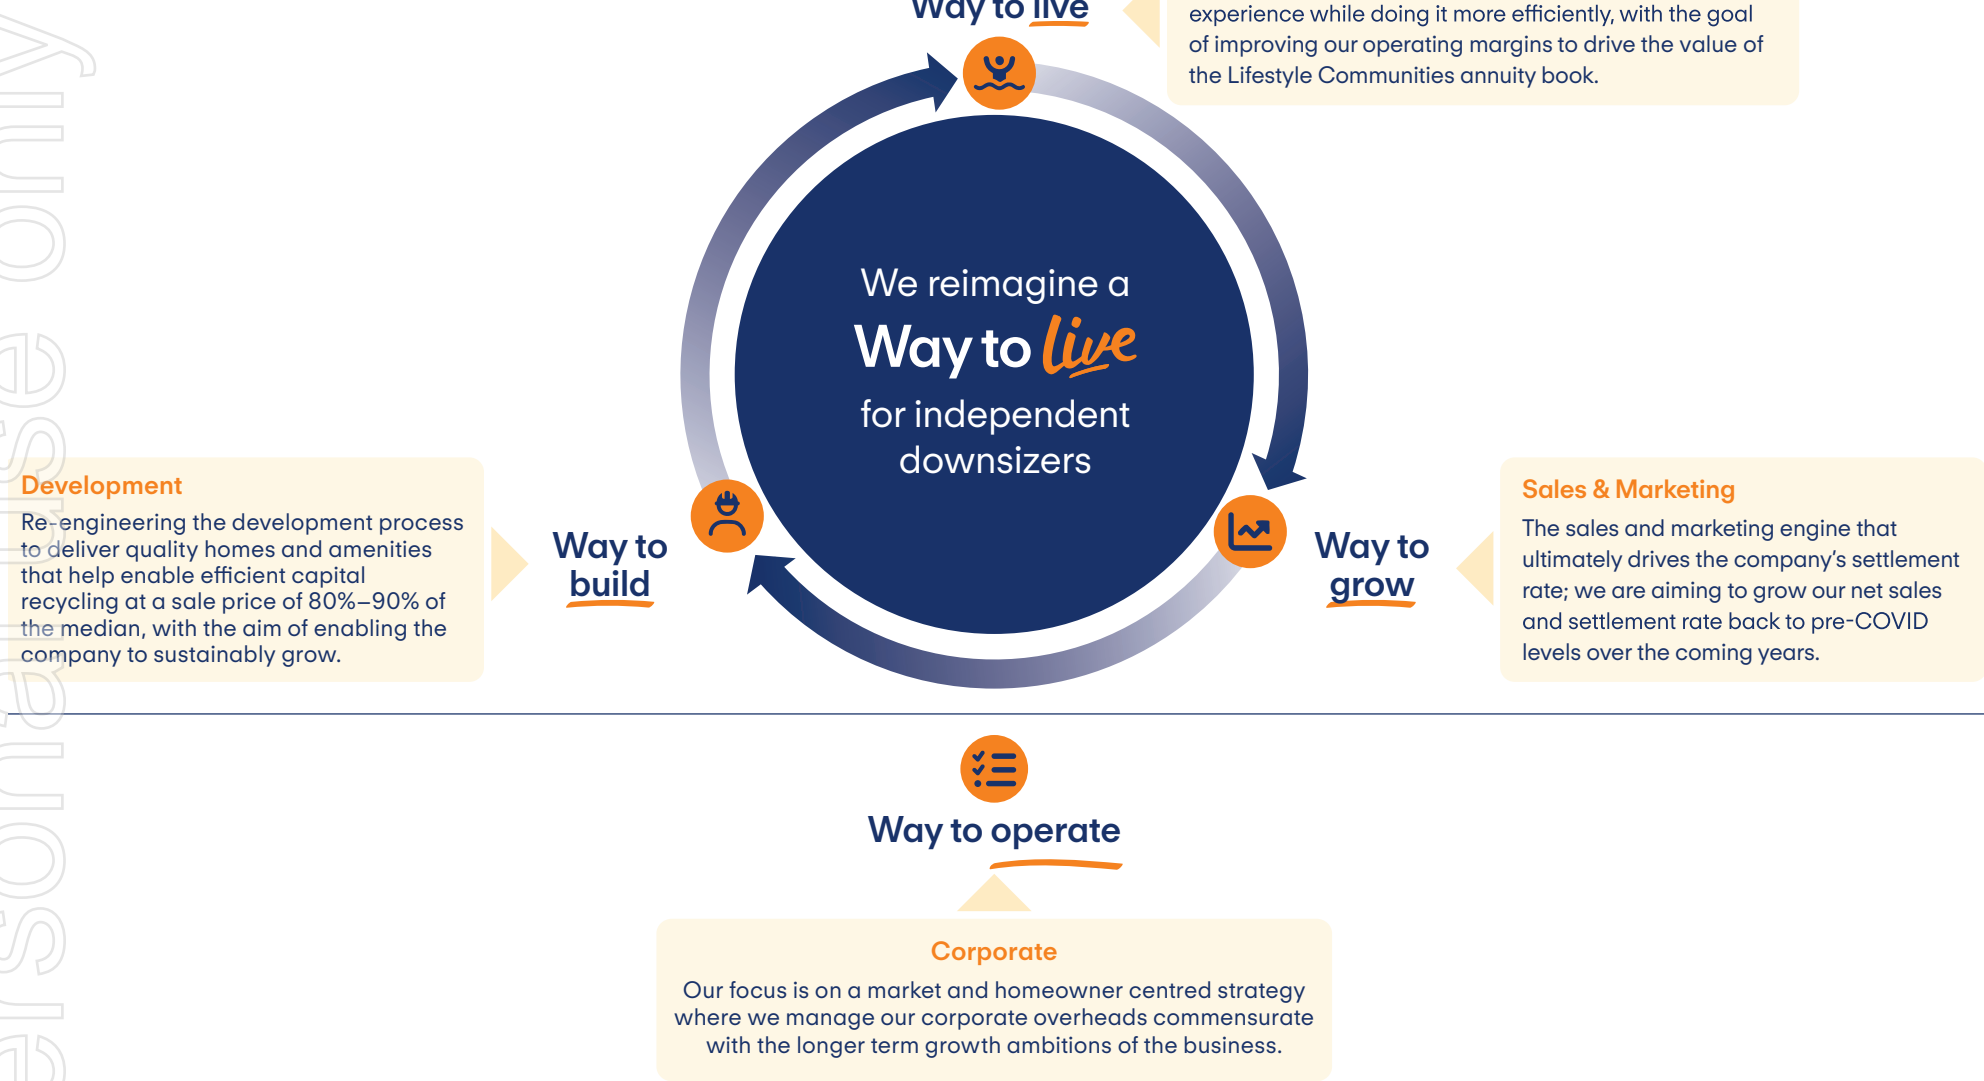 Way to live
experience while doing it more efficiently, with the goal
of improving our operating margins to drive the value of
the Lifestyle Communities annuity book.
We reimagine a
Way to live
for independent
downsizers
Development
Re-engineering the development process
to deliver quality homes and amenities
that help enable efficient capital
recycling at a sale price of 80%–90% of
the median, with the aim of enabling the
company to sustainably grow.
Way to
build
Way to
grow
Sales & Marketing
The sales and marketing engine that
ultimately drives the company's settlement
rate; we are aiming to grow our net sales
and settlement rate back to pre-COVID
levels over the coming years.
Way to operate
Corporate
Our focus is on a market and homeowner centred strategy
where we manage our corporate overheads commensurate
with the longer term growth ambitions of the business.
ersonal use only